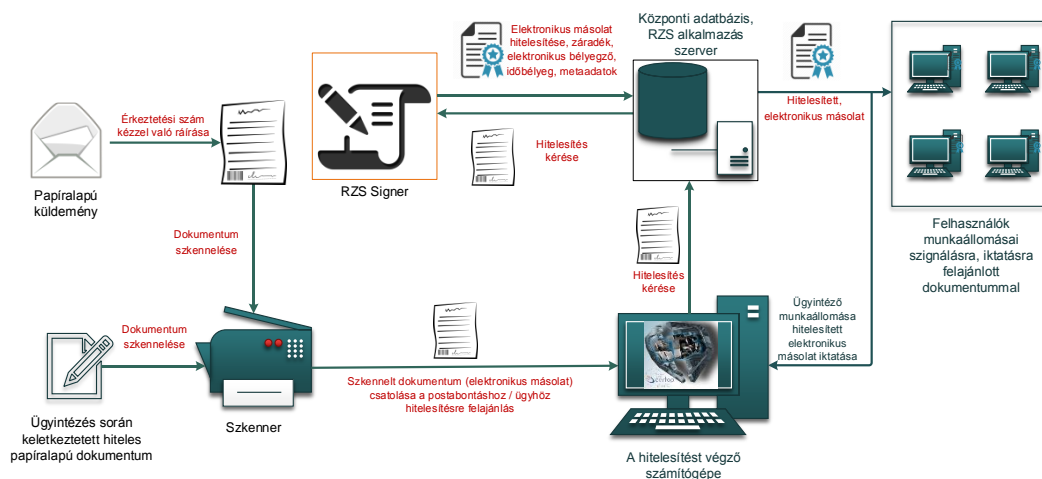 Elektronikus másolat
hitelesítése, záradék,
elektronikus bélyegző,
időbélyeg, metaadatok
Központi adatbázis,
RZS alkalmazás
szerver
Hitelesített,
elektronikus másolat
Érkeztetési szám
kézzel való ráírása
Hitelesítés
kérése
Papíralapú
küldemény
RZS Signer
Felhasználók
munkaállomásai
szignálásra, iktatásra
felajánlott
dokumentummal
Dokumentum
szkennelése
Hitelesítés
kérése
Ügyintéző
munkaállomása
hitelesített
elektronikus
másolat iktatása
Dokumentum
szkennelése
Szkennelt dokumentum (elektronikus másolat)
csatolása a postabontáshoz / ügyhöz
hitelesítésre felajánlás
Ügyintézés során
keletkeztetett hiteles
papíralapú dokumentum
Szkenner
A hitelesítést végző
számítógépe